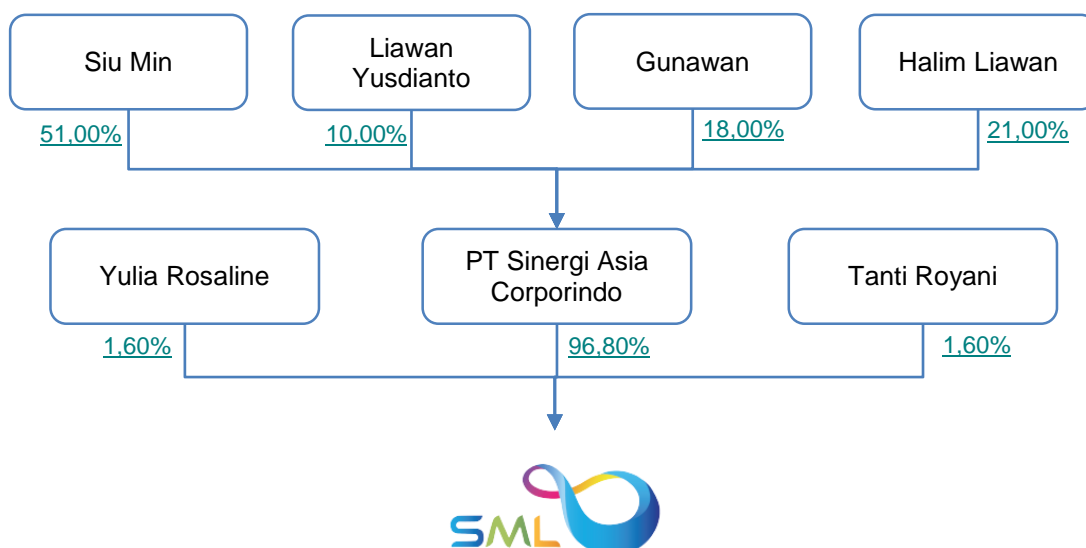 Siu Min
Liawan
Yusdianto
Gunawan
Halim Liawan
51,00%
10,00%
18,00%
21,00%
Yulia Rosaline
PT Sinergi Asia
Corporindo
Tanti Royani
1,60%
96,80%
1,60%
SML